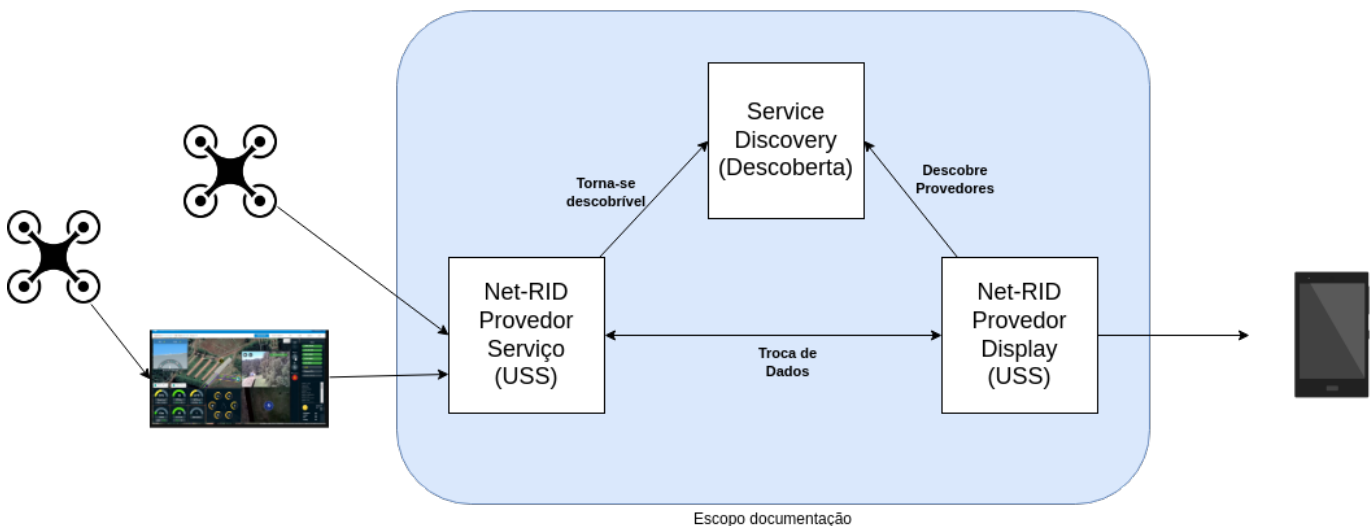 Service
Discovery
(Descoberta)
Torna-se
descobrível
Descobre
Provedores
Net-RID
Provedor
Serviço
(USS)
Troca de
Dados
Net-RID
Provedor
Display
(USS)
Escopo documentação